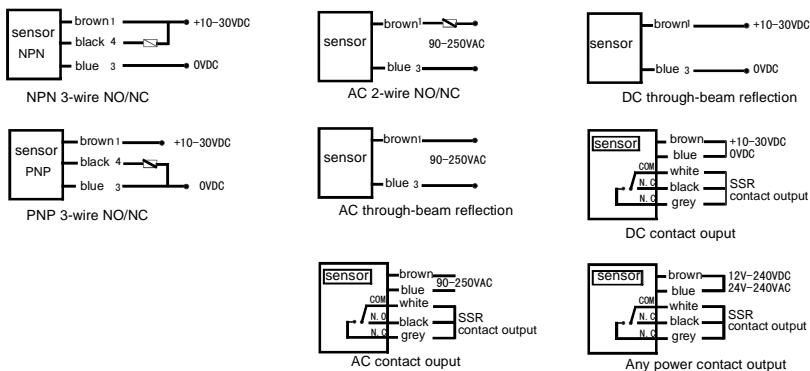 sensor
NPN
brown 1
black 4
blue 3
+10-30VDC
0VDC
NPN 3-wire NO/NC
sensor
brown 1
90-250VAC
blue 3
AC 2-wire NO/NC
sensor
brown 1
+10-30VDC
blue 3
0VDC
DC through-beam reflection
sensor
PNP
brown 1
black 4
blue 3
+10-30VDC
0VDC
PNP 3-wire NO/NC
sensor
brown 1
90-250VAC
blue 3
AC through-beam reflection
sensor
brown
blue
white
black
grey
COM
N.C
N.C
+10-30VDC
0VDC
SSR
contact output
DC contact ouput
sensor
brown
blue
white
black
grey
COM
N.O
N.C
90-250VAC
SSR
contact output
AC contact ouput
sensor
brown
blue
white
black
grey
COM
N.C
N.C
12V-240VDC
24V-240VAC
SSR
contact output
Any power contact output